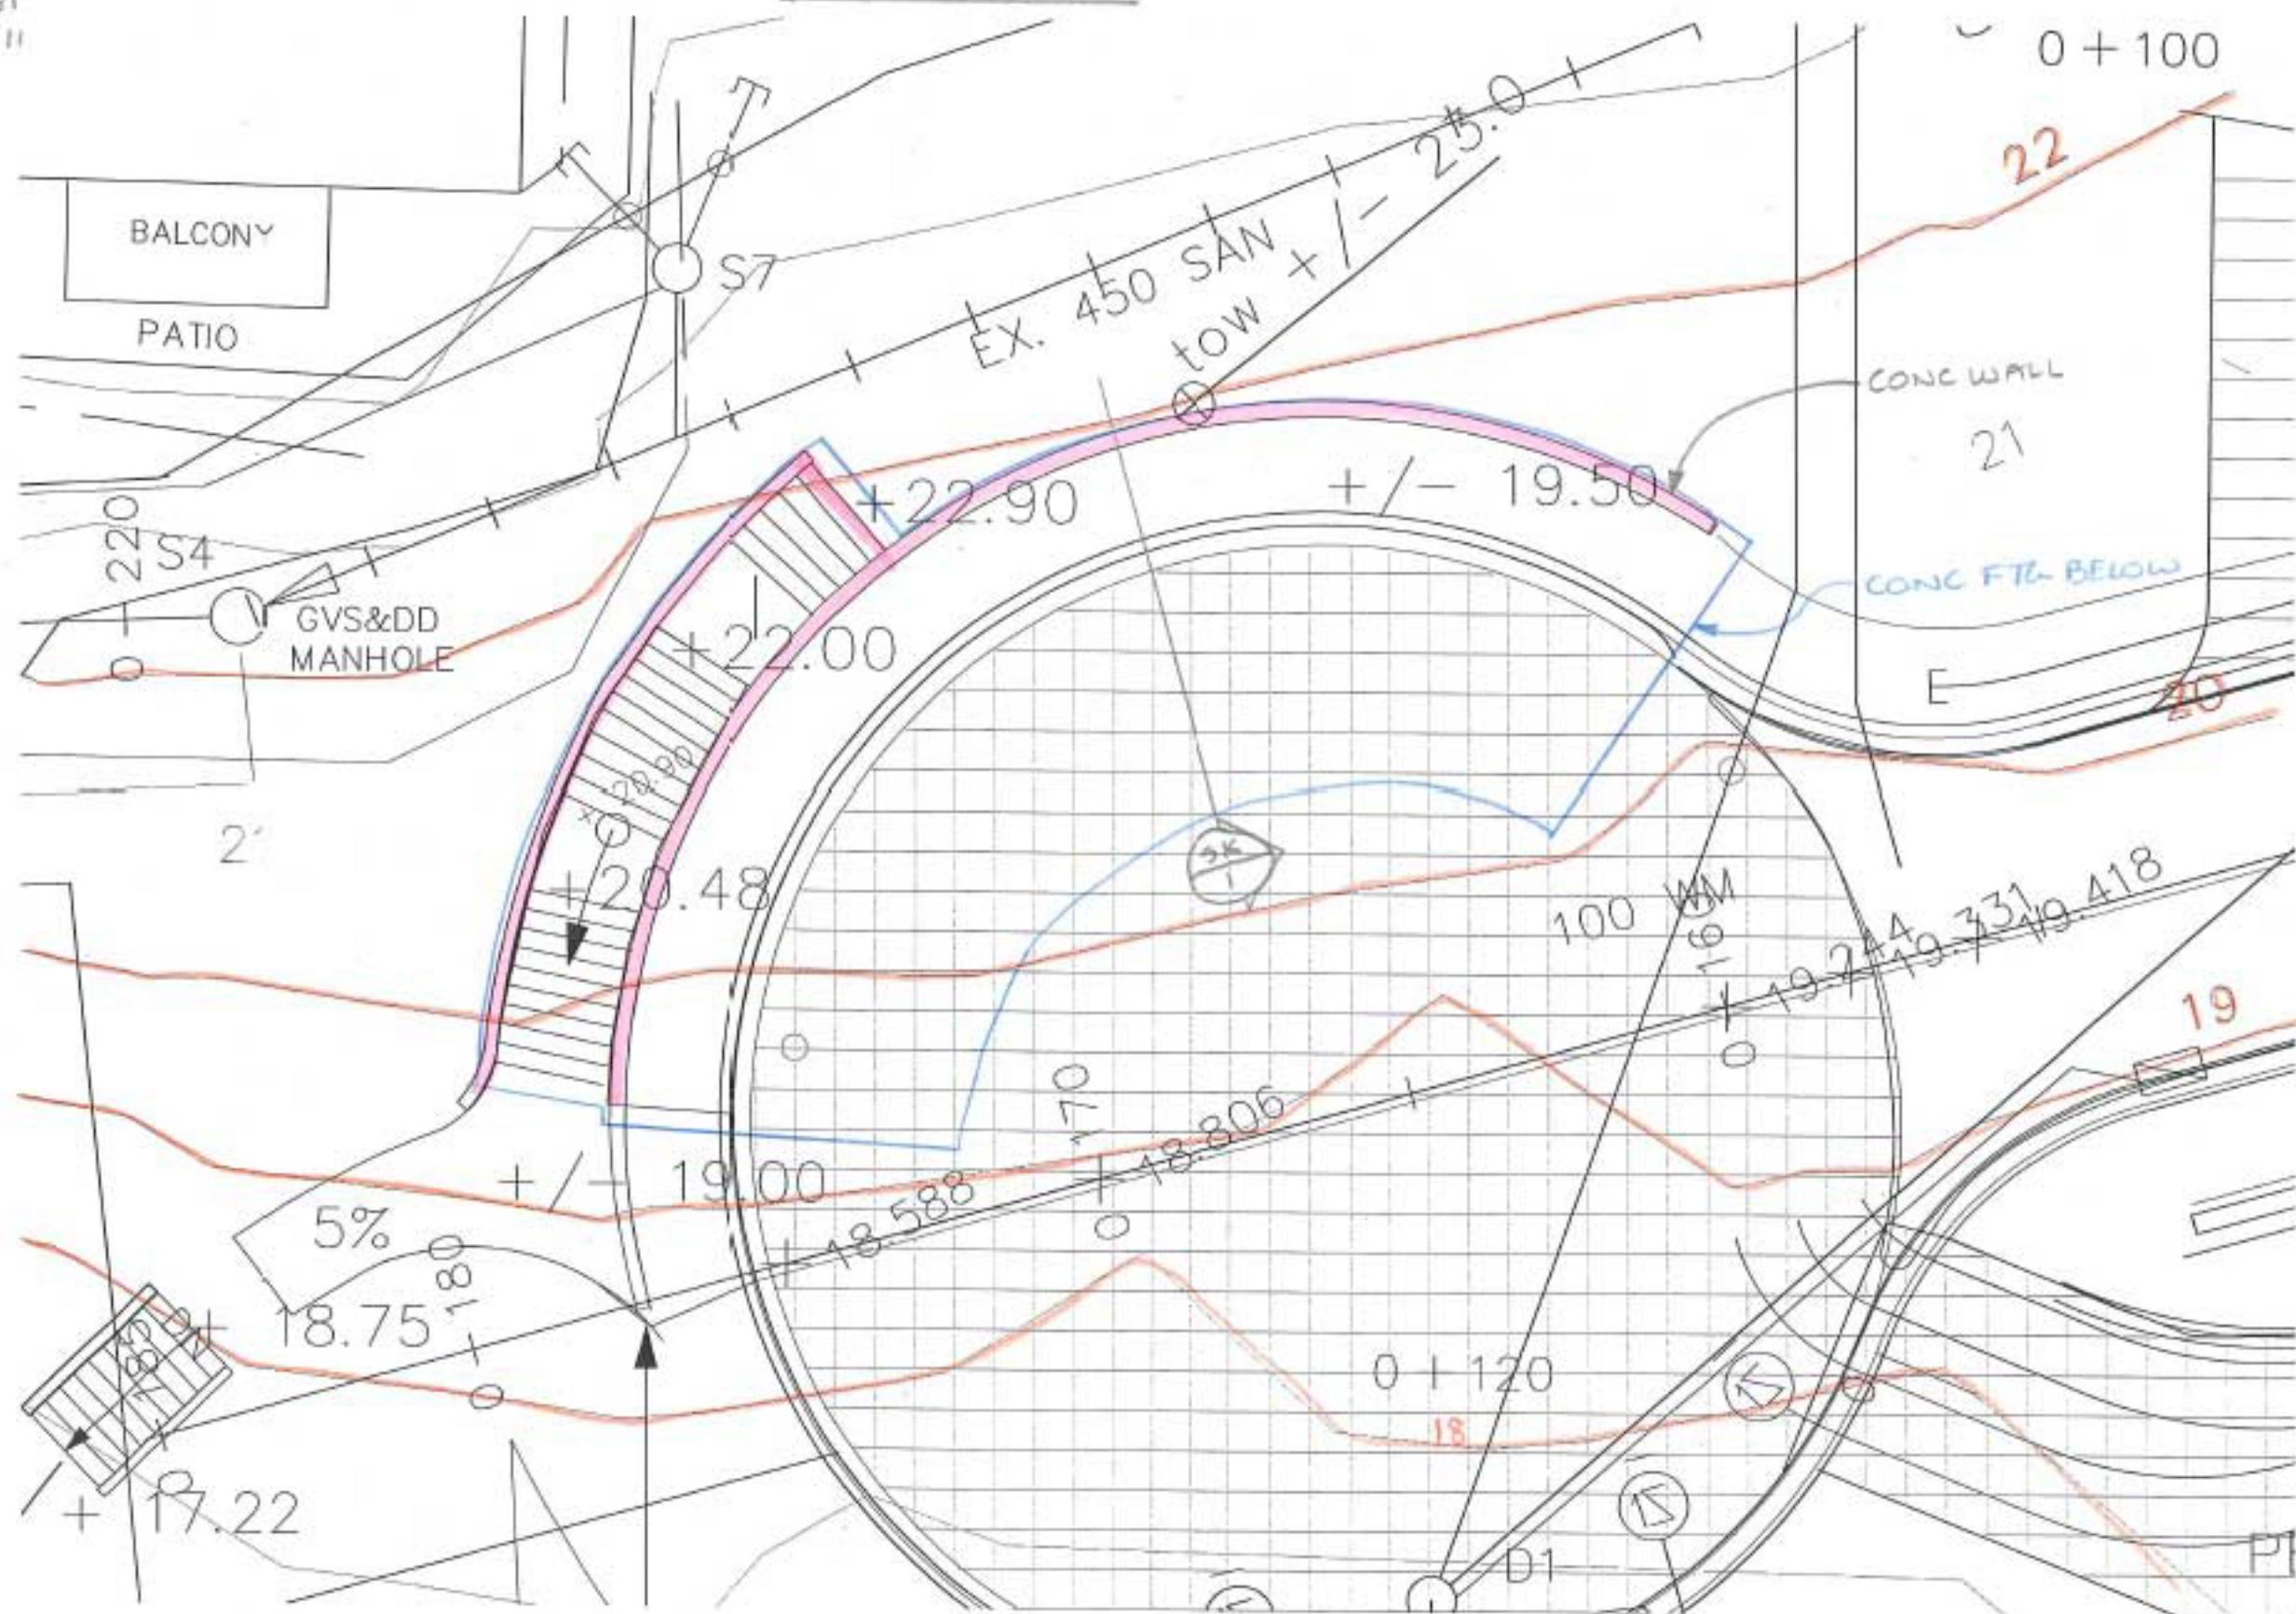 0 + 100
22
25.0
tow +/-
EX. 450 SAN
BALCONY
S7
PATIO
CONC WALL
21
+22.90
+/- 19.50
0 220
S4
CONC FTG BELOW
GVS&DD
MANHOLE
+22.00
E
20
×20.90
+20.48
SK
1
100 WM
0 160
19.244
19.331
19.418
19
0 170
18.806
+/- 19.00
18.588
5%
0 180
+ 18.75
0 + 120
18
+ 17.22
D1